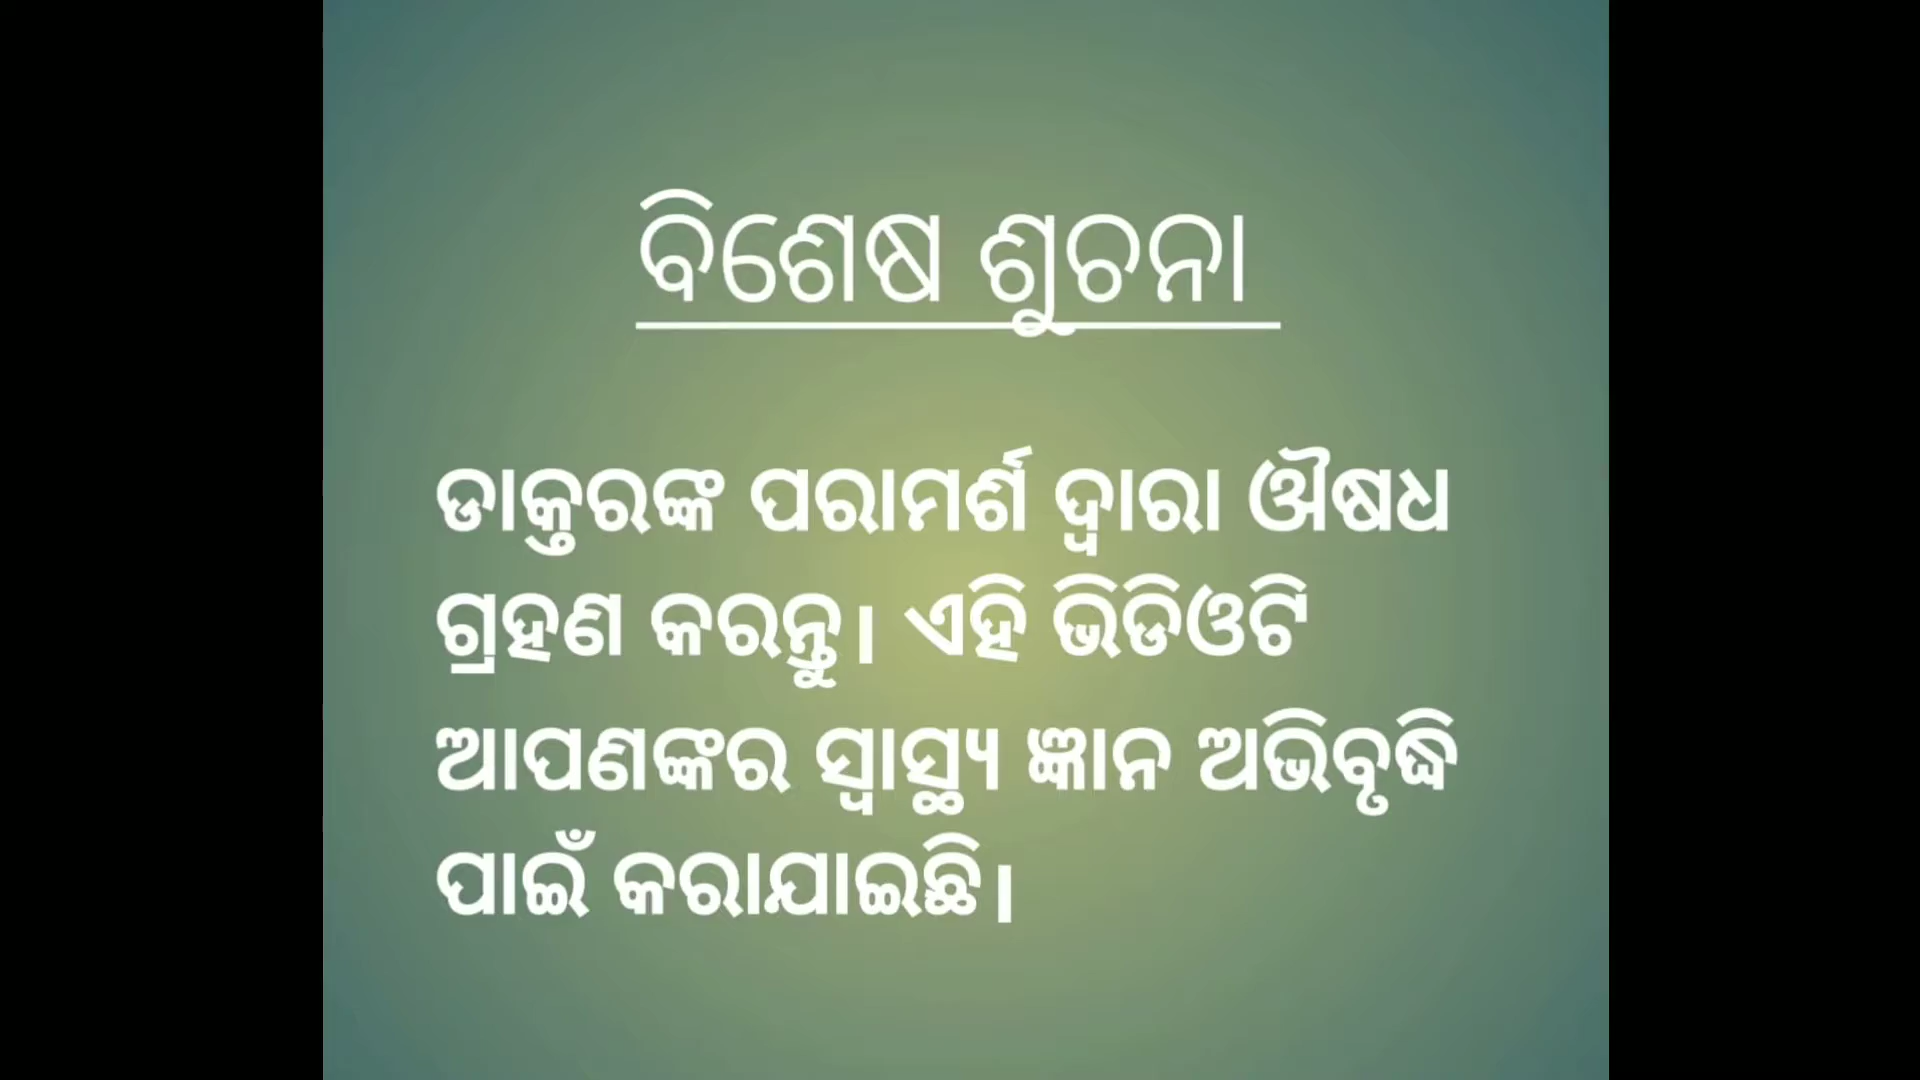 ବିଶେଷ ଶୁଚନା
ଡାକ୍ତରଙ୍କ ପରାମର୍ଶ ଦ୍ୱାରା ଔଷଧ
ଗ୍ରହଣ କରନ୍ତୁ। ଏହି ଭିଡିଓଟି
ଆପଣଙ୍କର ସ୍ୱାସ୍ଥ୍ୟ ଜ୍ଞାନ ଅଭିବୃଦ୍ଧି
ପାଇଁ କରାଯାଇଛି।